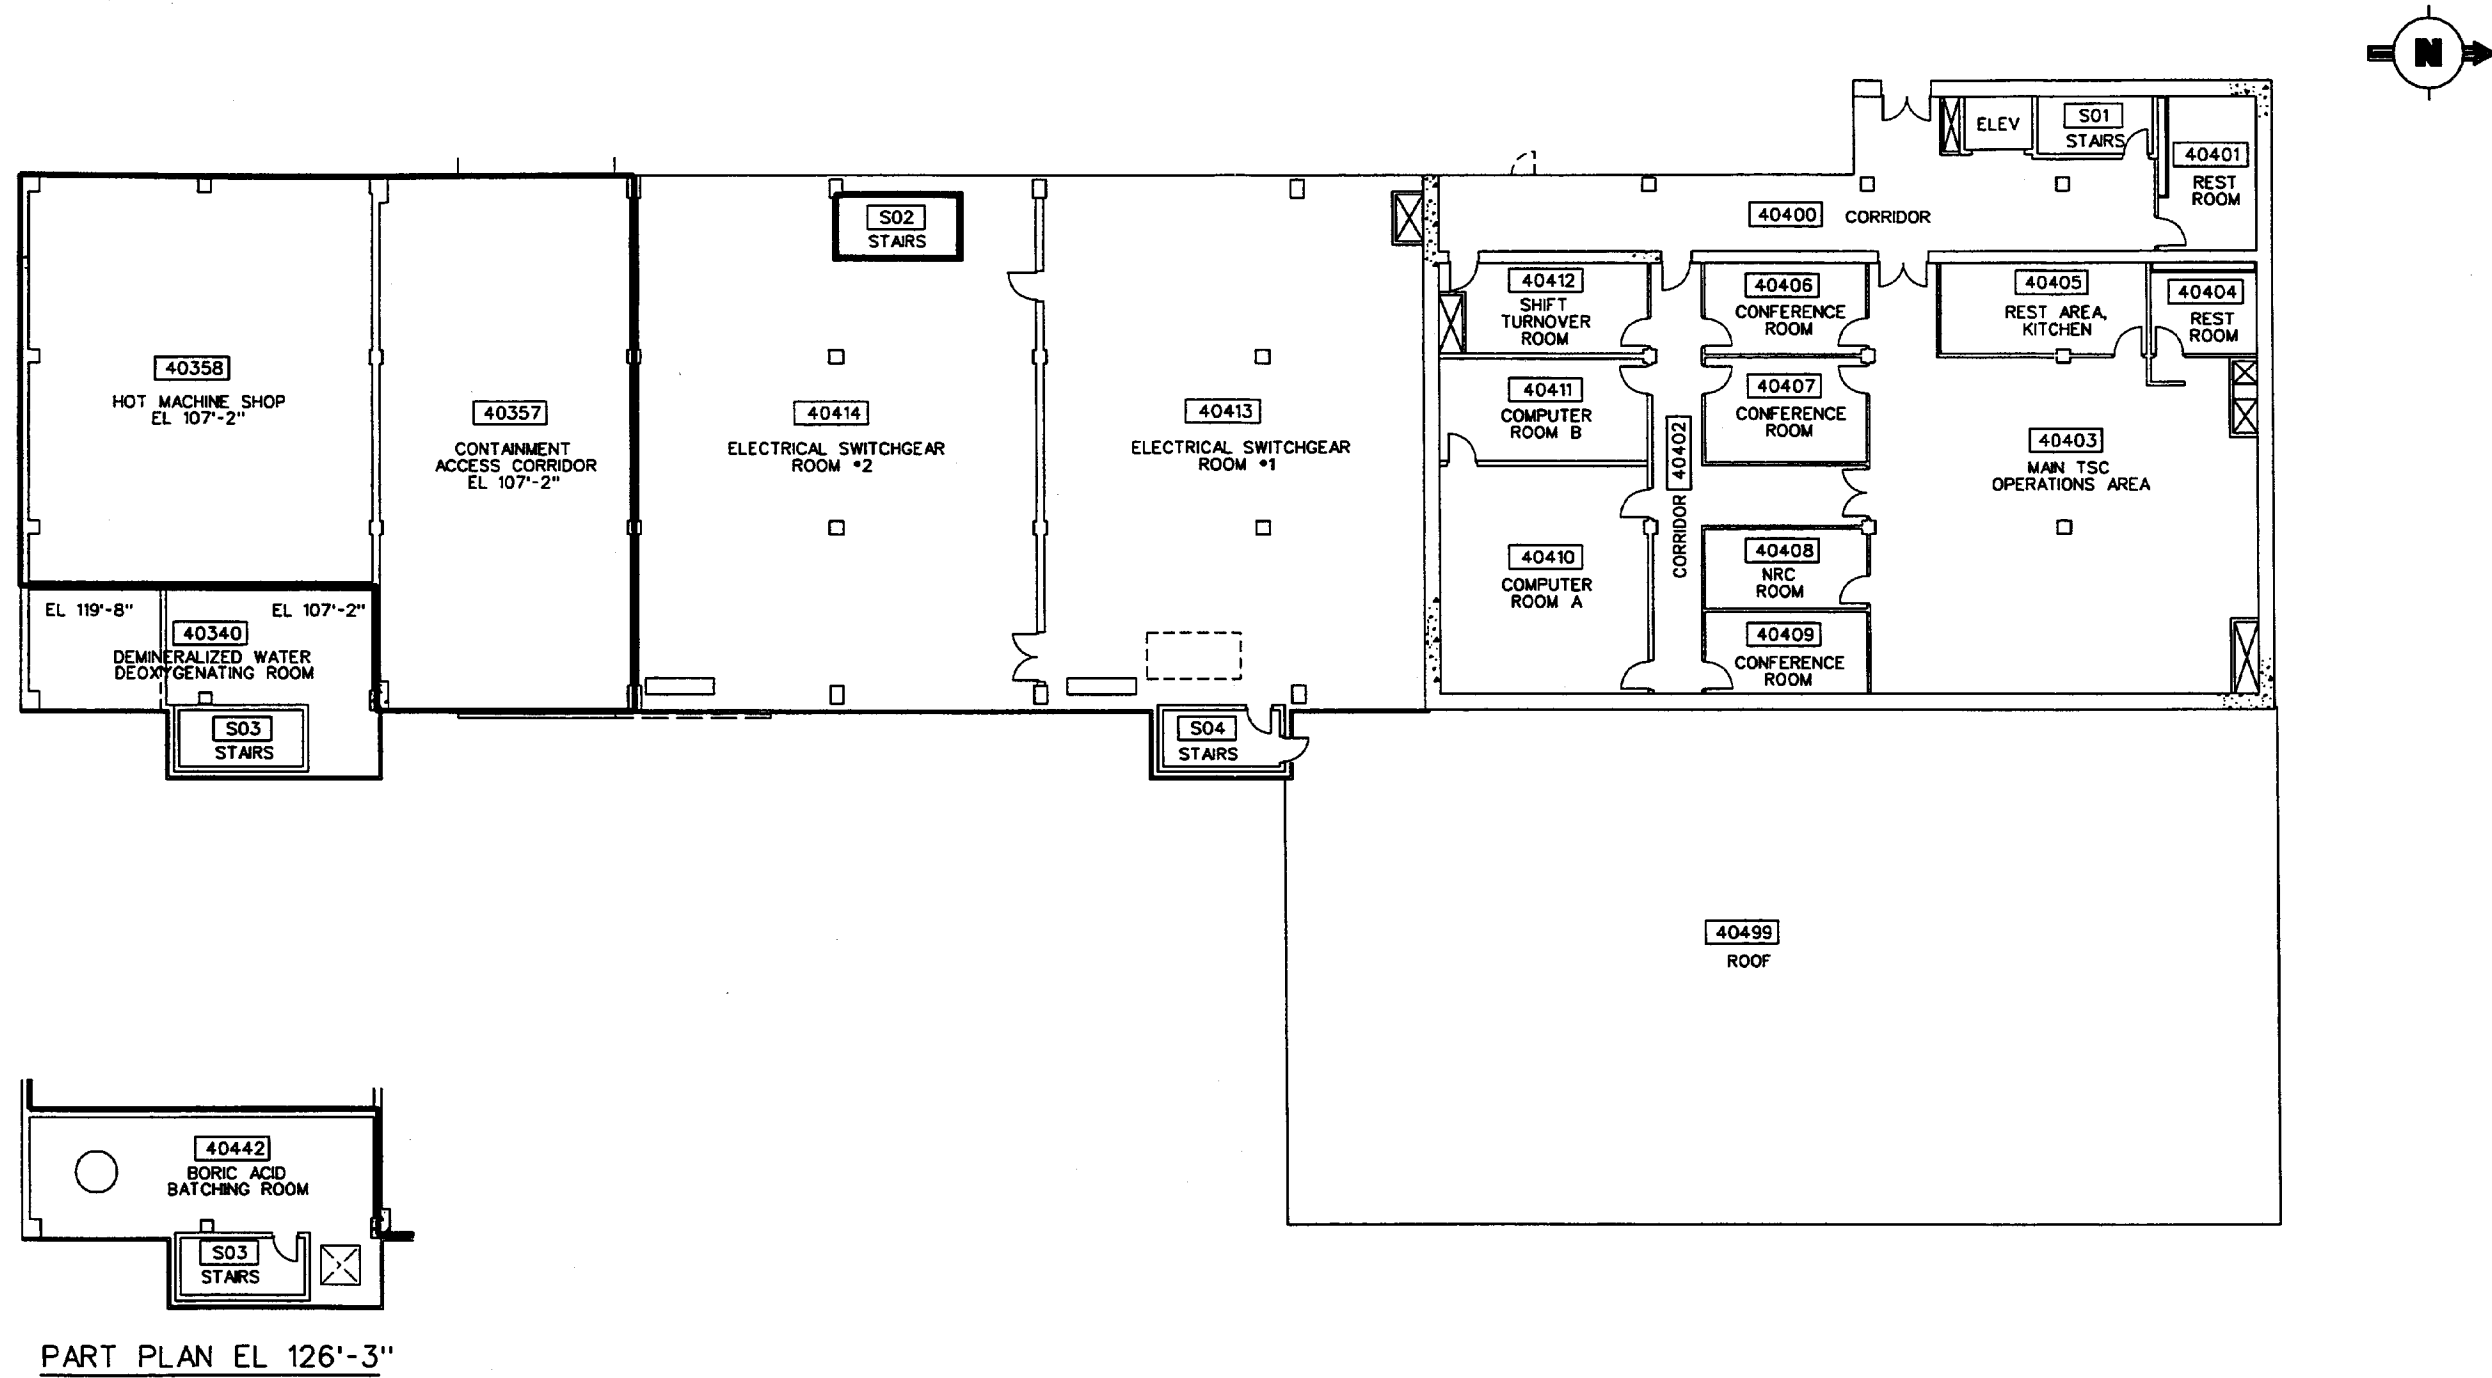 N
ELEV
S01
STAIRS
40401
REST
ROOM
40400 CORRIDOR
S02
STAIRS
40412
SHIFT
TURNOVER
ROOM
40406
CONFERENCE
ROOM
40405
REST AREA,
KITCHEN
40404
REST
ROOM
40358
HOT MACHINE SHOP
EL 107'-2"
40357
CONTAINMENT
ACCESS CORRIDOR
EL 107'-2"
40414
ELECTRICAL SWITCHGEAR
ROOM •2
40413
ELECTRICAL SWITCHGEAR
ROOM •1
40411
COMPUTER
ROOM B
40407
CONFERENCE
ROOM
CORRIDOR 40402
40403
MAIN TSC
OPERATIONS AREA
40410
COMPUTER
ROOM A
40408
NRC
ROOM
40409
CONFERENCE
ROOM
EL 119'-8"
EL 107'-2"
40340
DEMINERALIZED WATER
DEOXYGENATING ROOM
S03
STAIRS
S04
STAIRS
40499
ROOF
40442
BORIC ACID
BATCHING ROOM
S03
STAIRS
PART PLAN EL 126'-3"